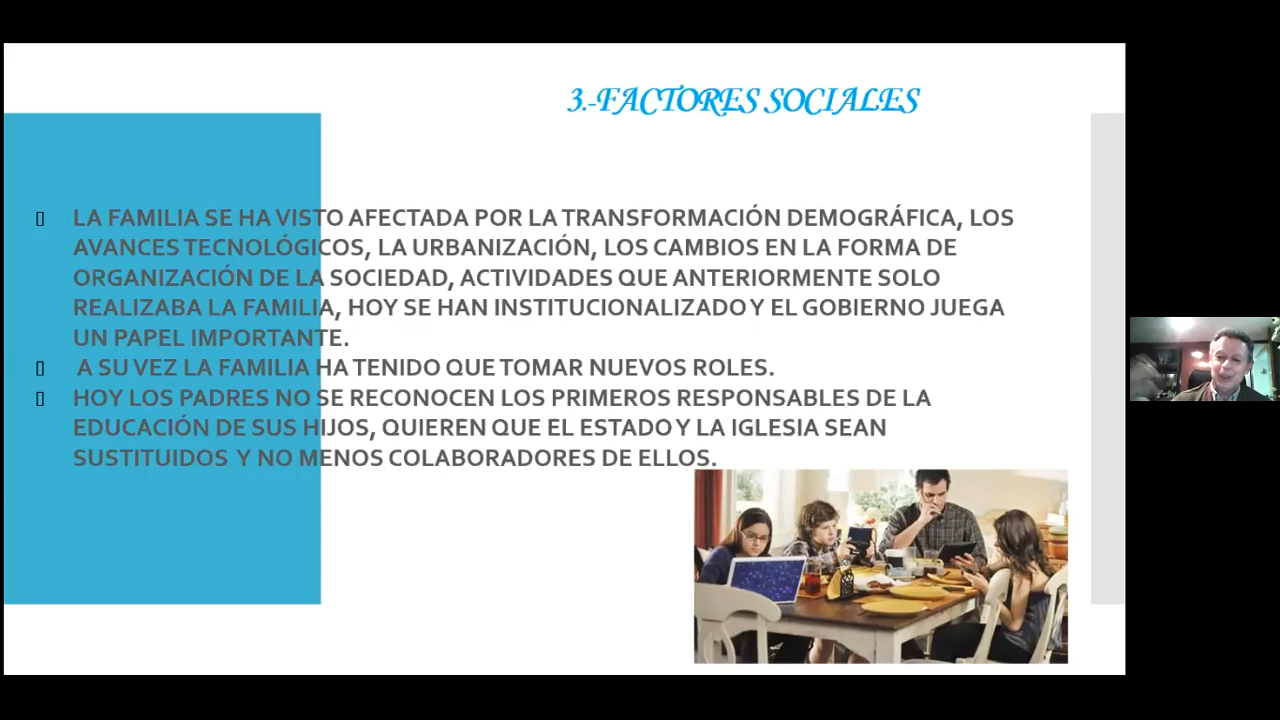 3.-FACTORES SOCIALES
LA FAMILIA SE HA VISTO AFECTADA POR LA TRANSFORMACIÓN DEMOGRÁFICA, LOS
AVANCES TECNOLÓGICOS, LA URBANIZACIÓN, LOS CAMBIOS EN LA FORMA DE
ORGANIZACIÓN DE LA SOCIEDAD, ACTIVIDADES QUE ANTERIORMENTE SOLO
REALIZABA LA FAMILIA, HOY SE HAN INSTITUCIONALIZADO Y EL GOBIERNO JUEGA
UN PAPEL IMPORTANTE.
A SU VEZ LA FAMILIA HA TENIDO QUE TOMAR NUEVOS ROLES.
HOY LOS PADRES NO SE RECONOCEN LOS PRIMEROS RESPONSABLES DE LA
EDUCACIÓN DE SUS HIJOS, QUIEREN QUE EL ESTADO Y LA IGLESIA SEAN
SUSTITUIDOS Y NO MENOS COLABORADORES DE ELLOS.